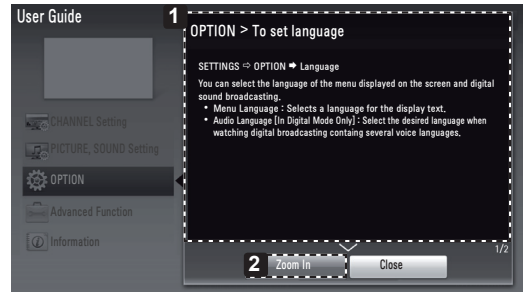 User Guide
1
OPTION > To set language
SETTINGS ⇨ OPTION ➡ Language
You can select the language of the menu displayed on the screen and digital
sound broadcasting.
• Menu Language : Selects a language for the display text.
• Audio Language [In Digital Mode Only] : Select the desired language when
watching digital broadcasting containg several voice languages.
CHANNEL Setting
PICTURE, SOUND Setting
OPTION
Advanced Function
Information
1/2
2
Zoom In
Close